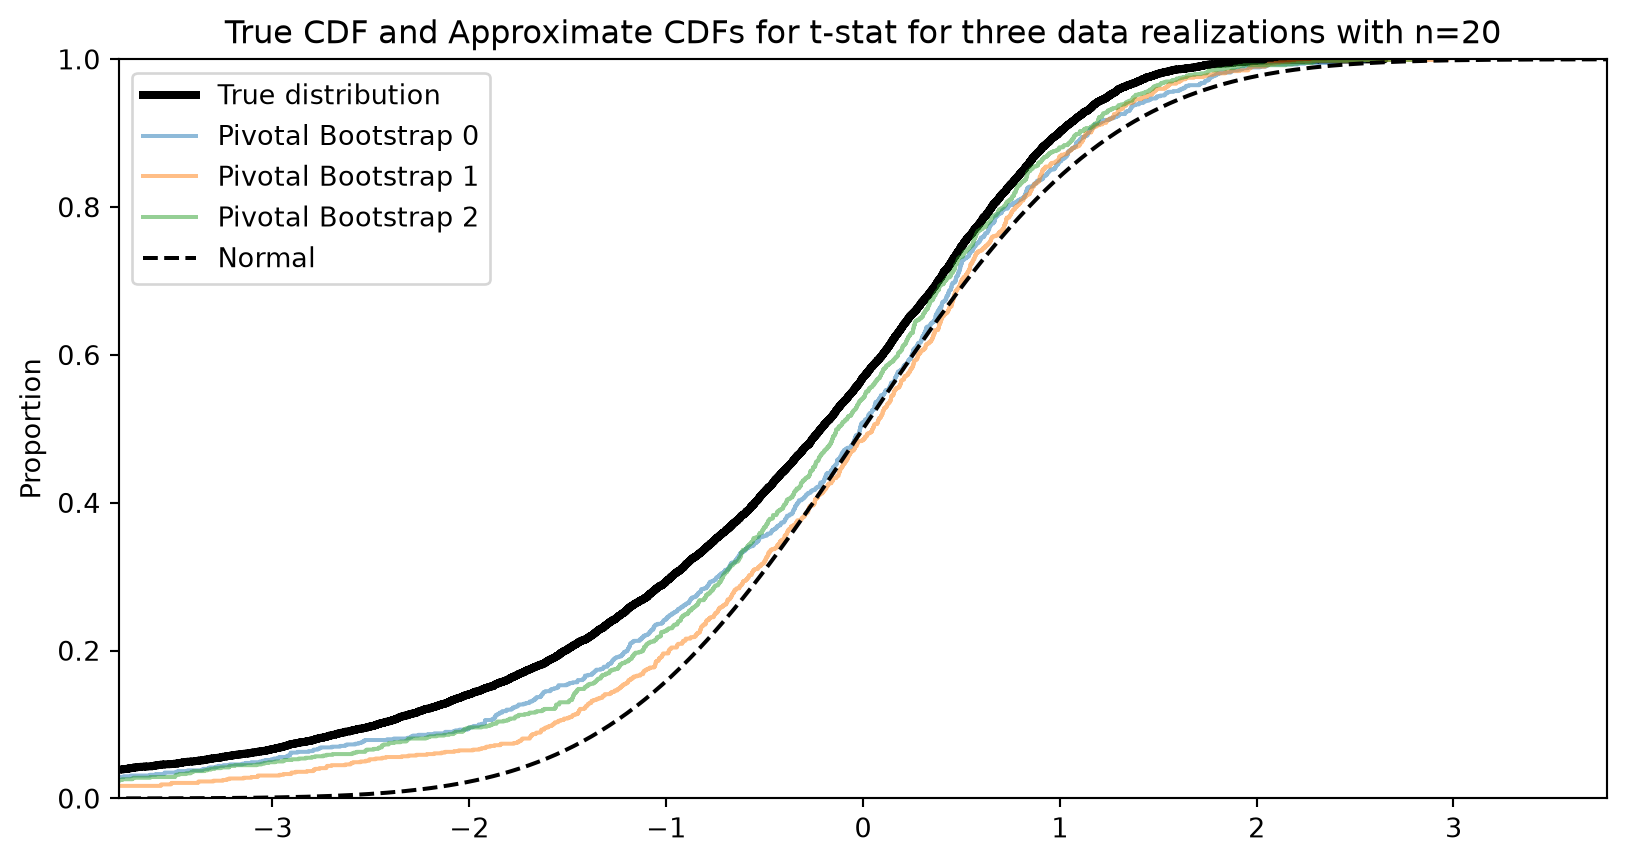 True CDF and Approximate CDFs for t-stat for three data realizations with n=20
1.0
0.8
0.6
0.4
0.2
0.0
Proportion
True distribution
Pivotal Bootstrap 0
Pivotal Bootstrap 1
Pivotal Bootstrap 2
Normal
−3 −2 −1 0 1 2 3